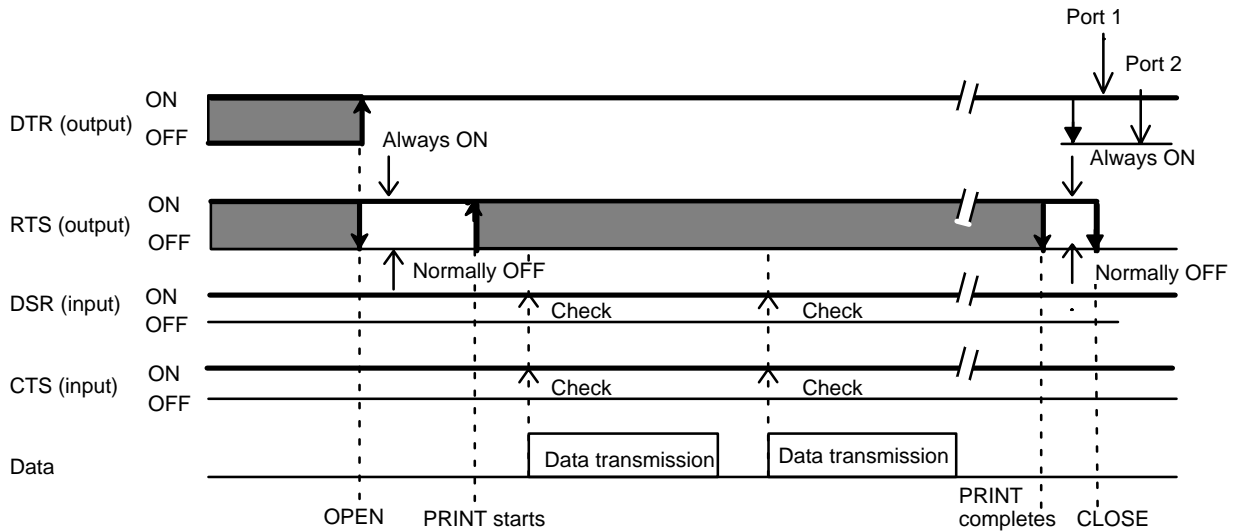 Port 1
Port 2
ON
DTR (output)
OFF
Always ON
Always ON
ON
RTS (output)
OFF
Normally OFF
Normally OFF
ON
DSR (input)
Check
Check
OFF
ON
CTS (input)
Check
Check
OFF
Data
Data transmission
Data transmission
OPEN
PRINT starts
PRINT
completes
CLOSE